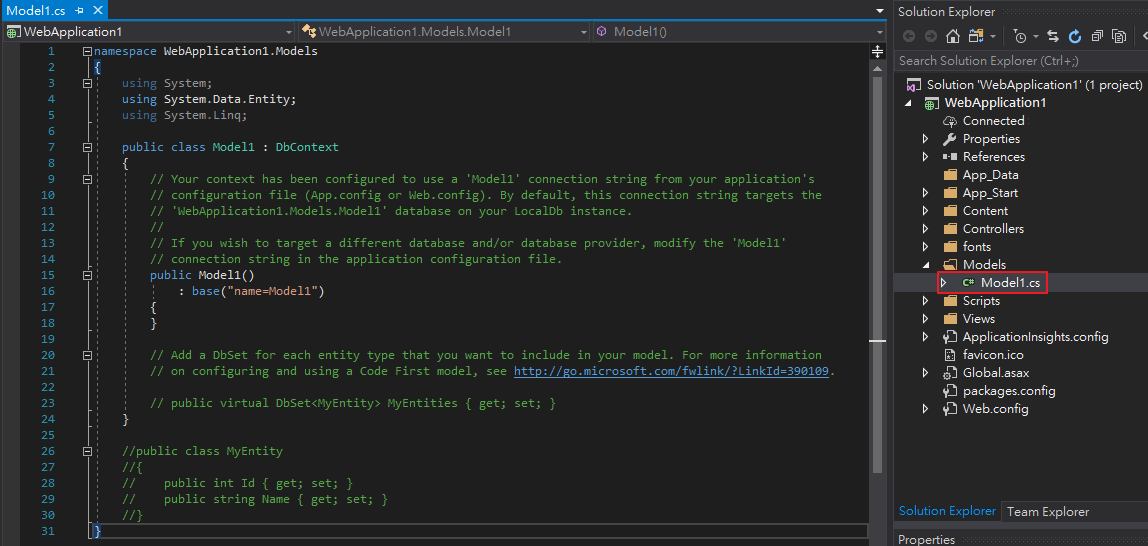 Model1.cs
WebApplication1
WebApplication1.Models.Model1
Model1()
1 namespace WebApplication1.Models
2 {
3     using System;
4     using System.Data.Entity;
5     using System.Linq;
6
7     public class Model1 : DbContext
8     {
9         // Your context has been configured to use a 'Model1' connection string from your application's
10         // configuration file (App.config or Web.config). By default, this connection string targets the
11         // 'WebApplication1.Models.Model1' database on your LocalDb instance.
12         //
13         // If you wish to target a different database and/or database provider, modify the 'Model1'
14         // connection string in the application configuration file.
15         public Model1()
16             : base("name=Model1")
17         {
18         }
19
20         // Add a DbSet for each entity type that you want to include in your model. For more information
21         // on configuring and using a Code First model, see http://go.microsoft.com/fwlink/?LinkId=390109.
22
23         // public virtual DbSet<MyEntity> MyEntities { get; set; }
24     }
25
26     //public class MyEntity
27     //{
28     //    public int Id { get; set; }
29     //    public string Name { get; set; }
30     //}
31 }
Solution Explorer
Search Solution Explorer (Ctrl+;)
Solution 'WebApplication1' (1 project)
WebApplication1
Connected
Properties
References
App_Data
App_Start
Content
Controllers
fonts
Models
C# Model1.cs
Scripts
Views
ApplicationInsights.config
favicon.ico
Global.asax
packages.config
Web.config
Solution Explorer
Team Explorer
Properties